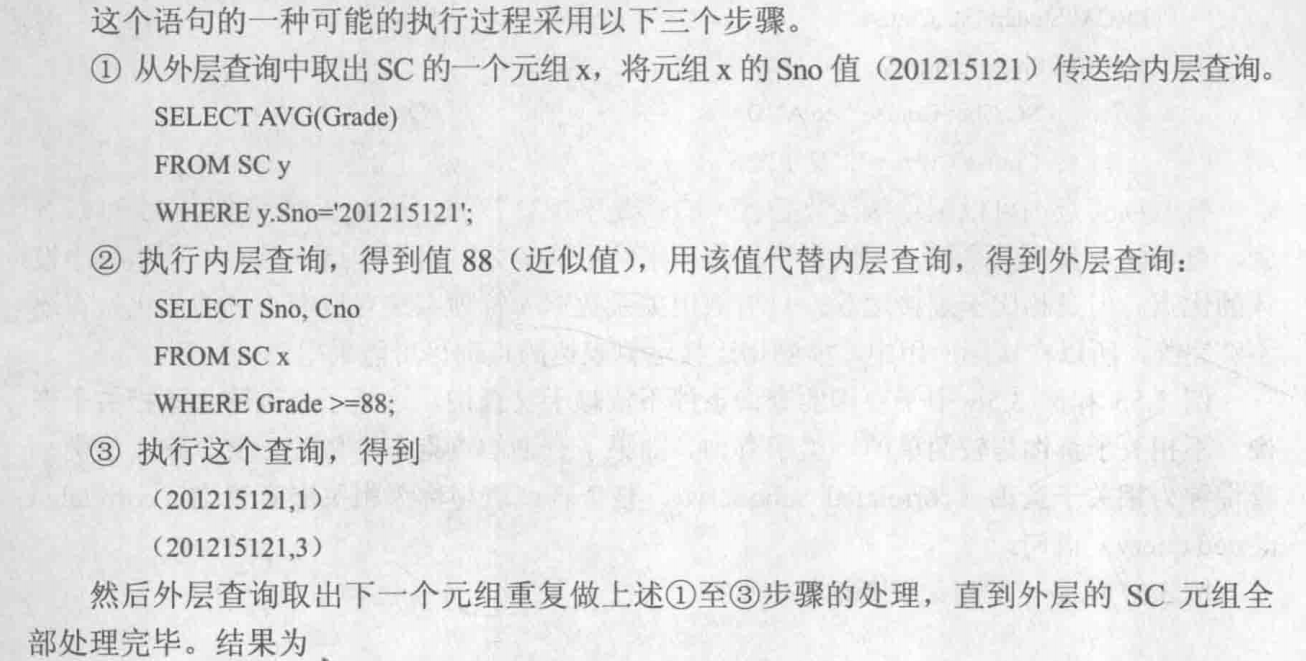 这个语句的一种可能的执行过程采用以下三个步骤。
① 从外层查询中取出 SC 的一个元组 x，将元组 x 的 Sno 值（201215121）传送给内层查询。
SELECT AVG(Grade)
FROM SC y
WHERE y.Sno='201215121';
② 执行内层查询，得到值 88（近似值），用该值代替内层查询，得到外层查询：
SELECT Sno, Cno
FROM SC x
WHERE Grade >=88;
③ 执行这个查询，得到
（201215121,1）
（201215121,3）
然后外层查询取出下一个元组重复做上述①至③步骤的处理，直到外层的 SC 元组全
部处理完毕。结果为